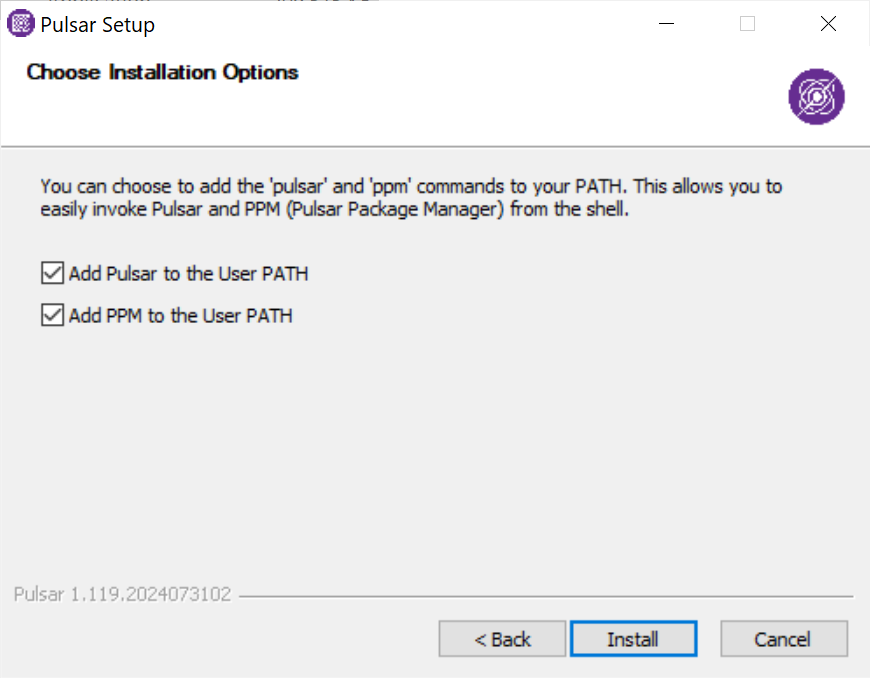 Pulsar Setup
Choose Installation Options
You can choose to add the 'pulsar' and 'ppm' commands to your PATH. This allows you to
easily invoke Pulsar and PPM (Pulsar Package Manager) from the shell.
Add Pulsar to the User PATH
Add PPM to the User PATH
Pulsar 1.119.2024073102
< Back
Install
Cancel